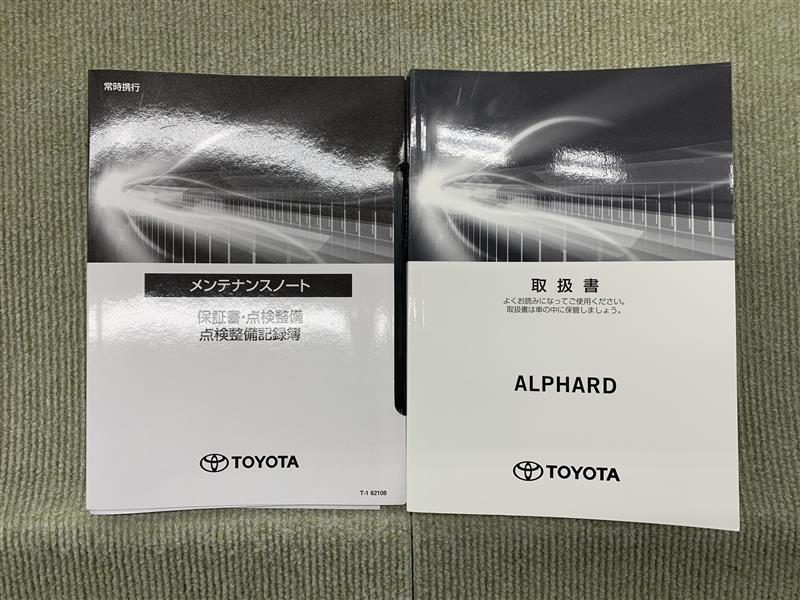 常時携行
メンテナンスノート
保証書・点検整備
点検整備記録簿
TOYOTA
T-1 62108
取扱書
よくお読みになってご使用ください。
取扱書は車の中に保管しましょう。
ALPHARD
TOYOTA